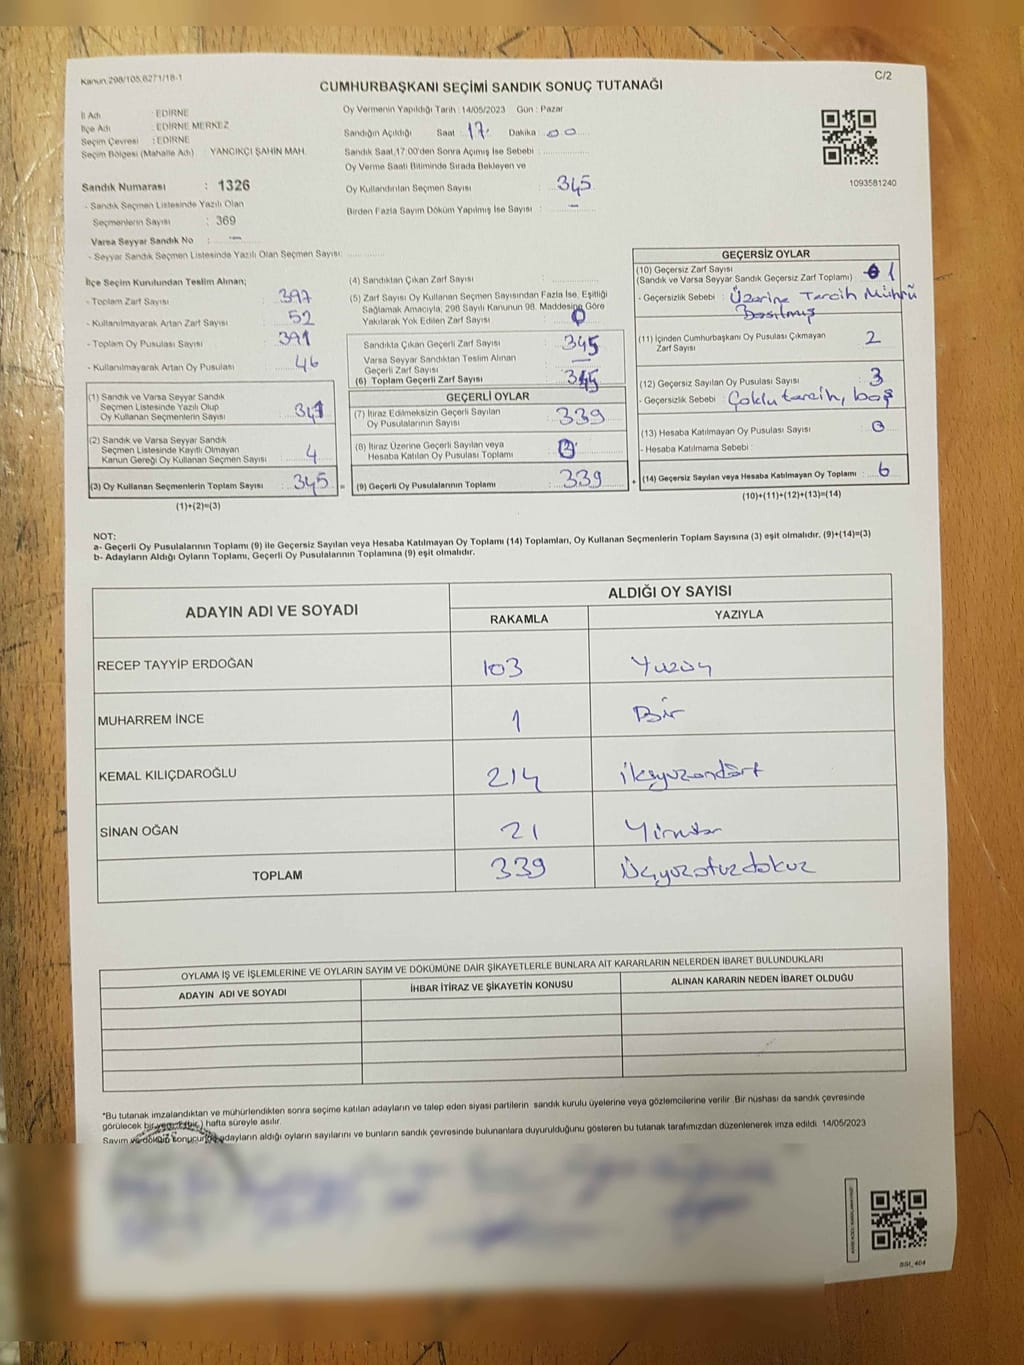 Kanun 298/105,6271/18-1
C/2
CUMHURBAŞKANI SEÇİMİ SANDIK SONUÇ TUTANAĞI
İl Adı : EDİRNE
İlçe Adı : EDİRNE MERKEZ
Seçim Çevresi : EDİRNE
Seçim Bölgesi (Mahalle Adı) : YANCIKÇI ŞAHİN MAH.
Sandık Numarası : 1326
- Sandık Seçmen Listesinde Yazılı Olan
Seçmenlerin Sayısı : 369
Varsa Seyyar Sandık No : —
- Seyyar Sandık Seçmen Listesinde Yazılı Olan Seçmen Sayısı:
Oy Vermenin Yapıldığı Tarih : 14/05/2023 Gün : Pazar
Sandığın Açıldığı Saat : 17. Dakika : 00
Sandık Saat,17:00'den Sonra Açımış İse Sebebi :
Oy Verme Saati Bitiminde Sırada Bekleyen ve
Oy Kullandırılan Seçmen Sayısı : 345
Birden Fazla Sayım Döküm Yapılmış İse Sayısı : —
1093581240
İlçe Seçim Kurulundan Teslim Alınan;
- Toplam Zarf Sayısı : 397
- Kullanılmayarak Artan Zarf Sayısı : 52
- Toplam Oy Pusulası Sayısı : 391
- Kullanılmayarak Artan Oy Pusulası : 46
(1) Sandık ve Varsa Seyyar Sandık
Seçmen Listesinde Yazılı Olup
Oy Kullanan Seçmenlerin Sayısı : 341
(2) Sandık ve Varsa Seyyar Sandık
Seçmen Listesinde Kayıtlı Olmayan
Kanun Gereği Oy Kullanan Seçmen Sayısı : 4
(3) Oy Kullanan Seçmenlerin Toplam Sayısı : 345
(1)+(2)=(3)
(4) Sandıktan Çıkan Zarf Sayısı :
(5) Zarf Sayısı Oy Kullanan Seçmen Sayısından Fazla İse, Eşitliği
Sağlamak Amacıyla; 298 Sayılı Kanunun 98. Maddesine Göre
Yakılarak Yok Edilen Zarf Sayısı : 0
Sandıkta Çıkan Geçerli Zarf Sayısı : 345
Varsa Seyyar Sandıktan Teslim Alınan
Geçerli Zarf Sayısı : —
(6) Toplam Geçerli Zarf Sayısı : 345
GEÇERLİ OYLAR
(7) İtiraz Edilmeksizin Geçerli Sayılan
Oy Pusulalarının Sayısı : 339
(8) İtiraz Üzerine Geçerli Sayılan veya
Hesaba Katılan Oy Pusulası Toplamı :
= (9) Geçerli Oy Pusulalarının Toplamı : 339
GEÇERSİZ OYLAR
(10) Geçersiz Zarf Sayısı
(Sandık ve Varsa Seyyar Sandık Geçersiz Zarf Toplamı) : 1
- Geçersizlik Sebebi : Üzerine Tercih Mührü
Basılmış
(11) İçinden Cumhurbaşkanı Oy Pusulası Çıkmayan
Zarf Sayısı : 2
(12) Geçersiz Sayılan Oy Pusulası Sayısı : 3
- Geçersizlik Sebebi : Çoklu tarcih, boş
(13) Hesaba Katılmayan Oy Pusulası Sayısı : 0
- Hesaba Katılmama Sebebi :
+ (14) Geçersiz Sayılan veya Hesaba Katılmayan Oy Toplamı : 6
(10)+(11)+(12)+(13)=(14)
NOT:
a- Geçerli Oy Pusulalarının Toplamı (9) ile Geçersiz Sayılan veya Hesaba Katılmayan Oy Toplamı (14) Toplamları, Oy Kullanan Seçmenlerin Toplam Sayısına (3) eşit olmalıdır. (9)+(14)=(3)
b- Adayların Aldığı Oyların Toplamı, Geçerli Oy Pusulalarının Toplamına (9) eşit olmalıdır.
ADAYIN ADI VE SOYADI
ALDIĞI OY SAYISI
RAKAMLA YAZIYLA
RECEP TAYYİP ERDOĞAN 103 Yuzüç
MUHARREM İNCE 1 Bir
KEMAL KILIÇDAROĞLU 214 ikiyuzondört
SİNAN OĞAN 21 Yirmibir
TOPLAM 339 Üçyuzotuzdokuz
OYLAMA İŞ VE İŞLEMLERİNE VE OYLARIN SAYIM VE DÖKÜMÜNE DAİR ŞİKAYETLERLE BUNLARA AİT KARARLARIN NELERDEN İBARET BULUNDUKLARI
ADAYIN ADI VE SOYADI İHBAR İTİRAZ VE ŞİKAYETİN KONUSU ALINAN KARARIN NEDEN İBARET OLDUĞU
*Bu tutanak imzalandıktan ve mühürlendikten sonra seçime katılan adayların ve talep eden siyasi partilerin sandık kurulu üyelerine veya gözlemcilerine verilir. Bir nüshası da sandık çevresinde
görülecek bir yere ( bir ) hafta süreyle asılır.
Sayım ve döküm sonucunda adayların aldığı oyların sayılarını ve bunların sandık çevresinde bulunanlara duyurulduğunu gösteren bu tutanak tarafımızdan düzenlenerek imza edildi. 14/05/2023